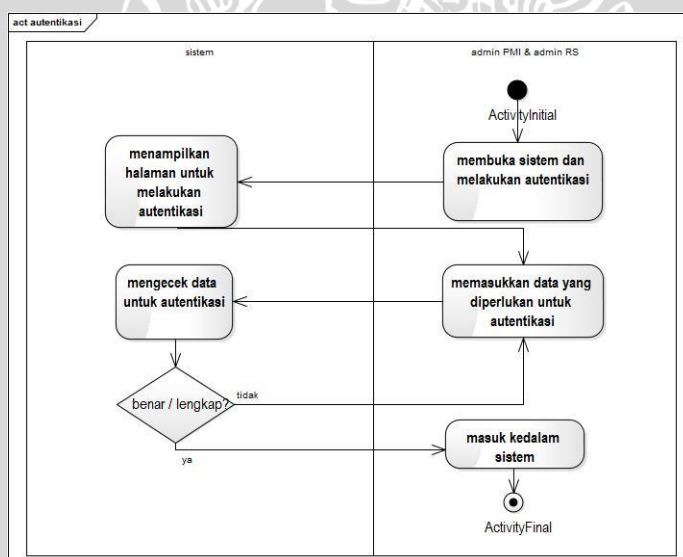 act autentikasi
sistem
admin PMI & admin RS
ActivityInitial
menampilkan
halaman untuk
melakukan
autentikasi
membuka sistem dan
melakukan autentikasi
mengecek data
untuk autentikasi
memasukkan data yang
diperlukan untuk
autentikasi
benar / lengkap?
tidak
ya
masuk kedalam
sistem
ActivityFinal